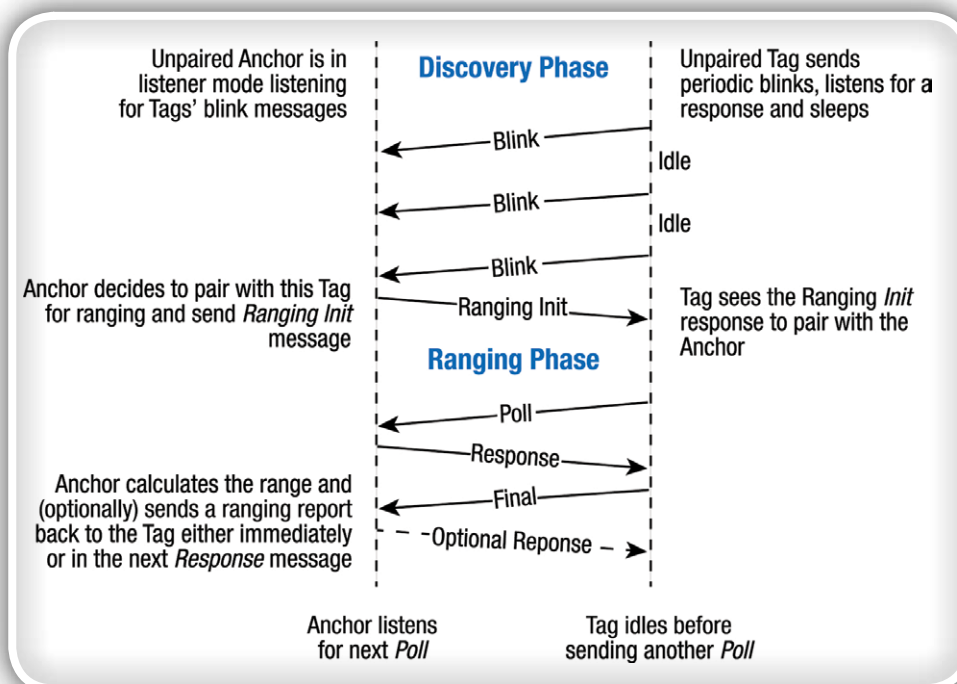 Unpaired Anchor is in
listener mode listening
for Tags' blink messages
Discovery Phase
Unpaired Tag sends
periodic blinks, listens for a
response and sleeps
Blink
Idle
Blink
Idle
Blink
Anchor decides to pair with this Tag
for ranging and send Ranging Init
message
Ranging Init
Tag sees the Ranging Init
response to pair with the
Anchor
Ranging Phase
Poll
Response
Anchor calculates the range and
(optionally) sends a ranging report
back to the Tag either immediately
or in the next Response message
Final
Optional Reponse
Anchor listens
for next Poll
Tag idles before
sending another Poll